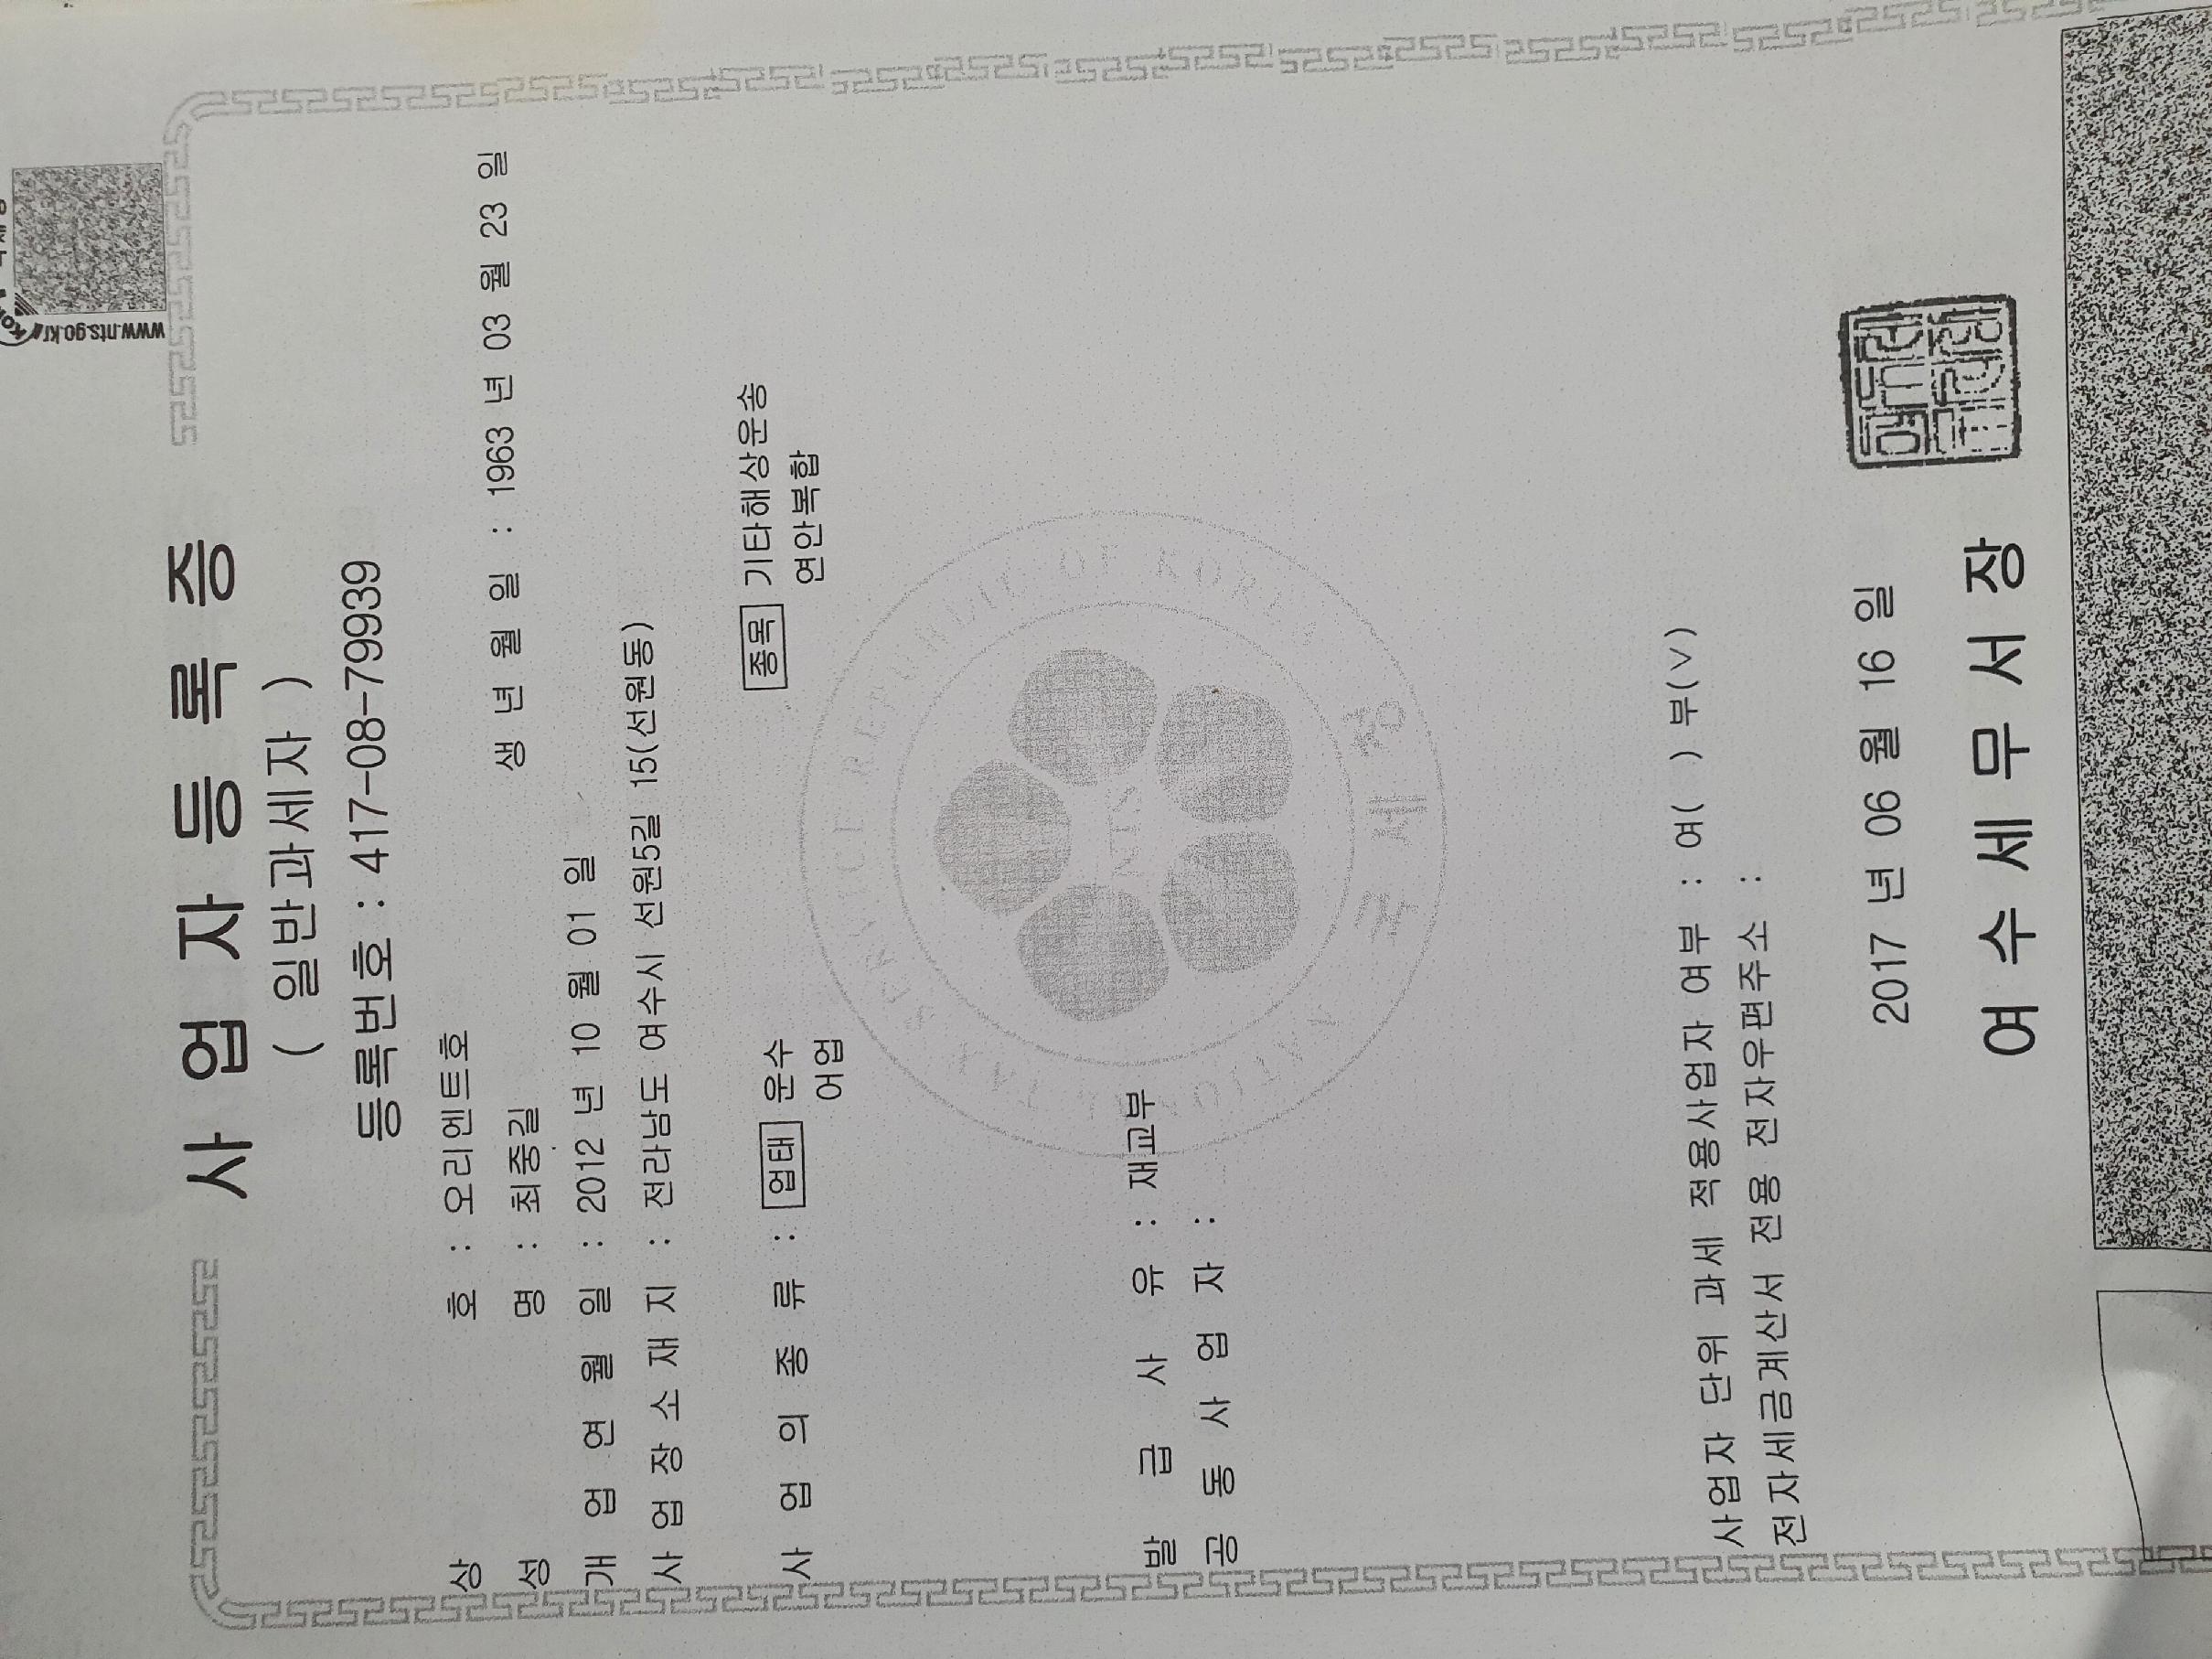 www.nts.go.kr
사 업 자 등 록 증
( 일반과세자 )
등록번호 : 417-08-79939
상 호 : 오리엔트호
성 명 : 최중길 생 년 월 일 : 1963 년 03 월 23 일
개 업 연 월 일 : 2012 년 10 월 01 일
사 업 장 소 재 지 : 전라남도 여수시 선원5길 15(선원동)
사 업 의 종 류 : 업태 운수 종목 기타해상운송
어업 연안복합
NATIONAL TAX SERVICE REPUBLIC OF KOREA
NTS
국세청
발 급 사 유 : 재교부
공 동 사 업 자 :
사업자 단위 과세 적용사업자 여부 : 여( ) 부(∨)
전자세금계산서 전용 전자우편주소 :
2017 년 06 월 16 일
여 수 세 무 서 장